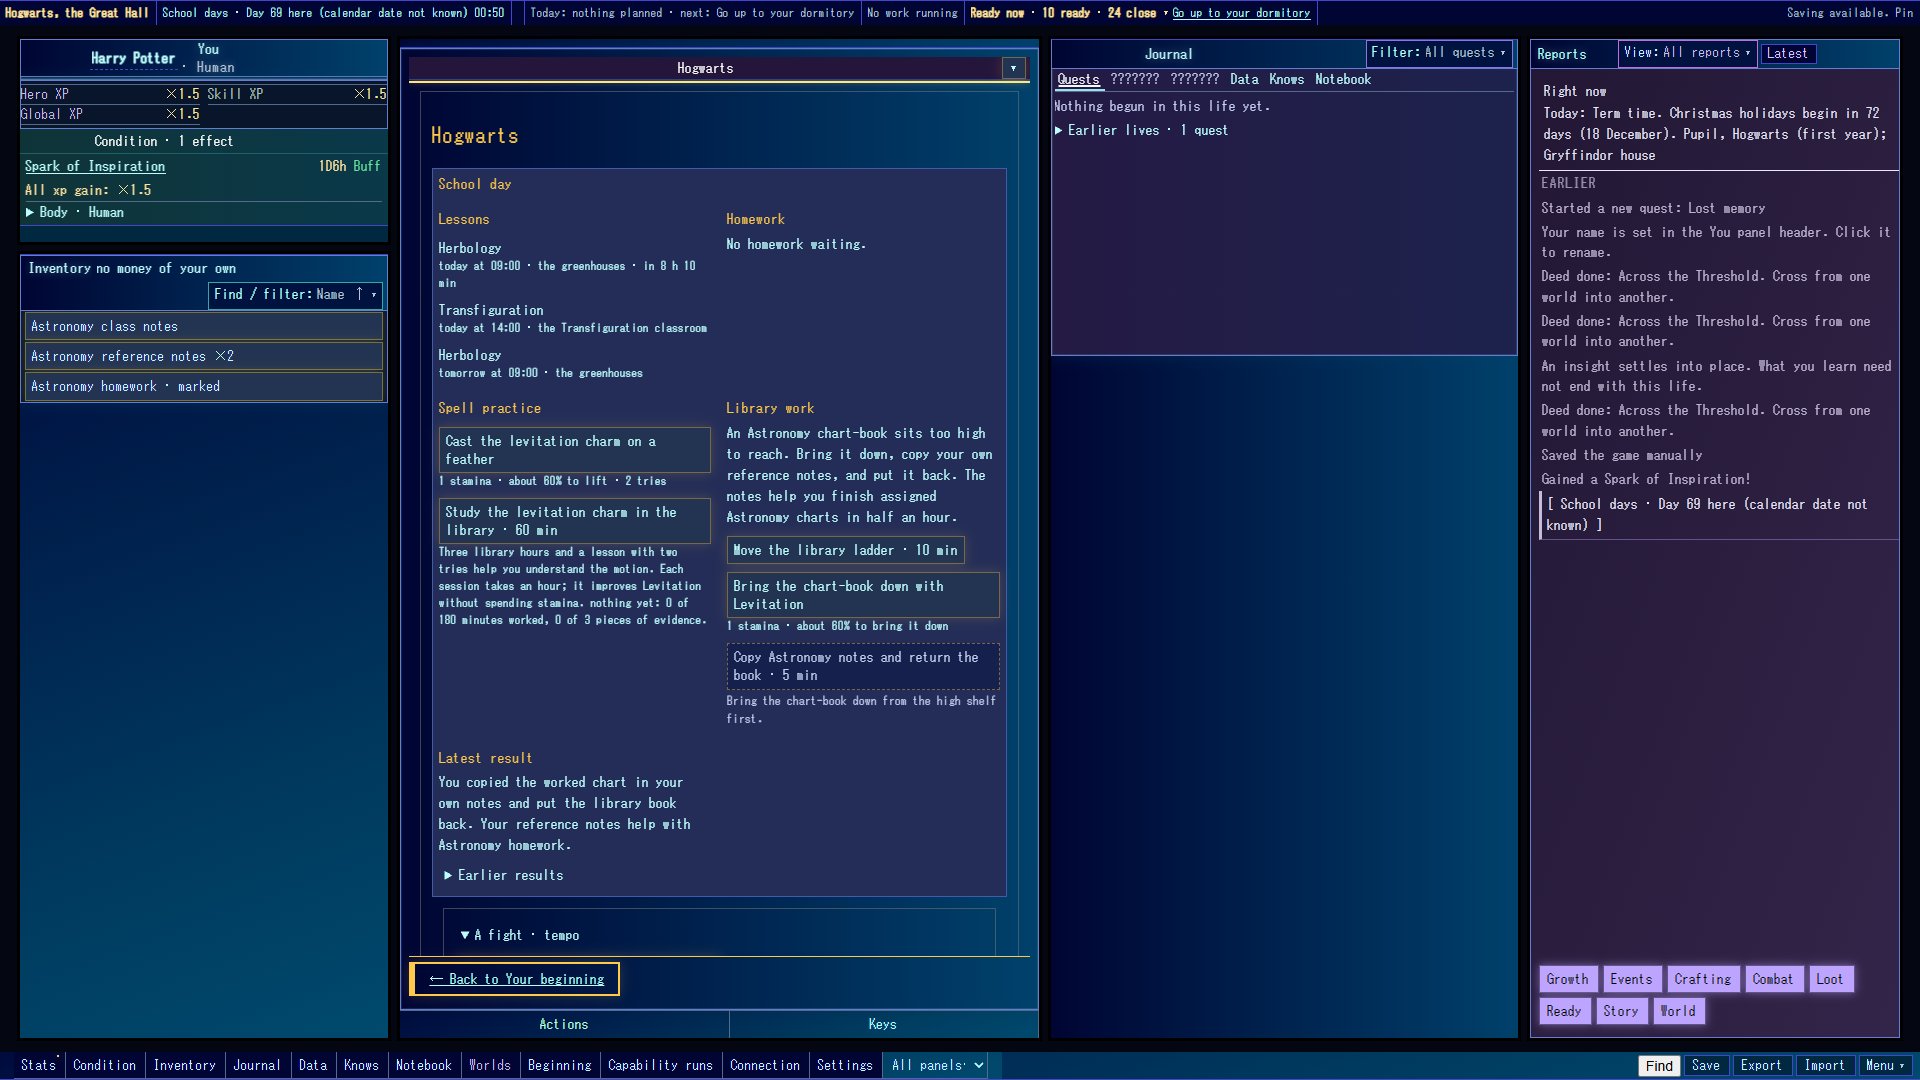 Hogwarts, the Great Hall
School days · Day 69 here (calendar date not known) 00:50
Today: nothing planned · next: Go up to your dormitory
No work running
Ready now · 10 ready · 24 close ▾ Go up to your dormitory
Saving available. Pin
Harry Potter · You
Human
Hero XP ×1.5 Skill XP ×1.5
Global XP ×1.5
Condition · 1 effect
Spark of Inspiration 1D6h Buff
All xp gain: ×1.5
▶ Body · Human
Inventory no money of your own
Find / filter: Name ↑ ▾
Astronomy class notes
Astronomy reference notes ×2
Astronomy homework · marked
Hogwarts
▾
Hogwarts
School day
Lessons
Herbology
today at 09:00 · the greenhouses · in 8 h 10
min
Transfiguration
today at 14:00 · the Transfiguration classroom
Herbology
tomorrow at 09:00 · the greenhouses
Homework
No homework waiting.
Spell practice
Cast the levitation charm on a
feather
1 stamina · about 60% to lift · 2 tries
Study the levitation charm in the
library · 60 min
Three library hours and a lesson with two
tries help you understand the motion. Each
session takes an hour; it improves Levitation
without spending stamina. nothing yet: 0 of
180 minutes worked, 0 of 3 pieces of evidence.
Library work
An Astronomy chart-book sits too high
to reach. Bring it down, copy your own
reference notes, and put it back. The
notes help you finish assigned
Astronomy charts in half an hour.
Move the library ladder · 10 min
Bring the chart-book down with
Levitation
1 stamina · about 60% to bring it down
Copy Astronomy notes and return the
book · 5 min
Bring the chart-book down from the high shelf
first.
Latest result
You copied the worked chart in your
own notes and put the library book
back. Your reference notes help with
Astronomy homework.
▶ Earlier results
▼ A fight · tempo
← Back to Your beginning
Actions
Keys
Journal
Filter: All quests ▾
Quests ??????? ??????? Data Knows Notebook
Nothing begun in this life yet.
▶ Earlier lives · 1 quest
Reports
View: All reports ▾
Latest
Right now
Today: Term time. Christmas holidays begin in 72
days (18 December). Pupil, Hogwarts (first year);
Gryffindor house
EARLIER
Started a new quest: Lost memory
Your name is set in the You panel header. Click it
to rename.
Deed done: Across the Threshold. Cross from one
world into another.
Deed done: Across the Threshold. Cross from one
world into another.
An insight settles into place. What you learn need
not end with this life.
Deed done: Across the Threshold. Cross from one
world into another.
Saved the game manually
Gained a Spark of Inspiration!
[ School days · Day 69 here (calendar date not
known) ]
Growth Events Crafting Combat Loot
Ready Story World
Stats Condition Inventory Journal Data Knows Notebook Worlds Beginning Capability runs Connection Settings All panels
Find Save Export Import Menu ▾